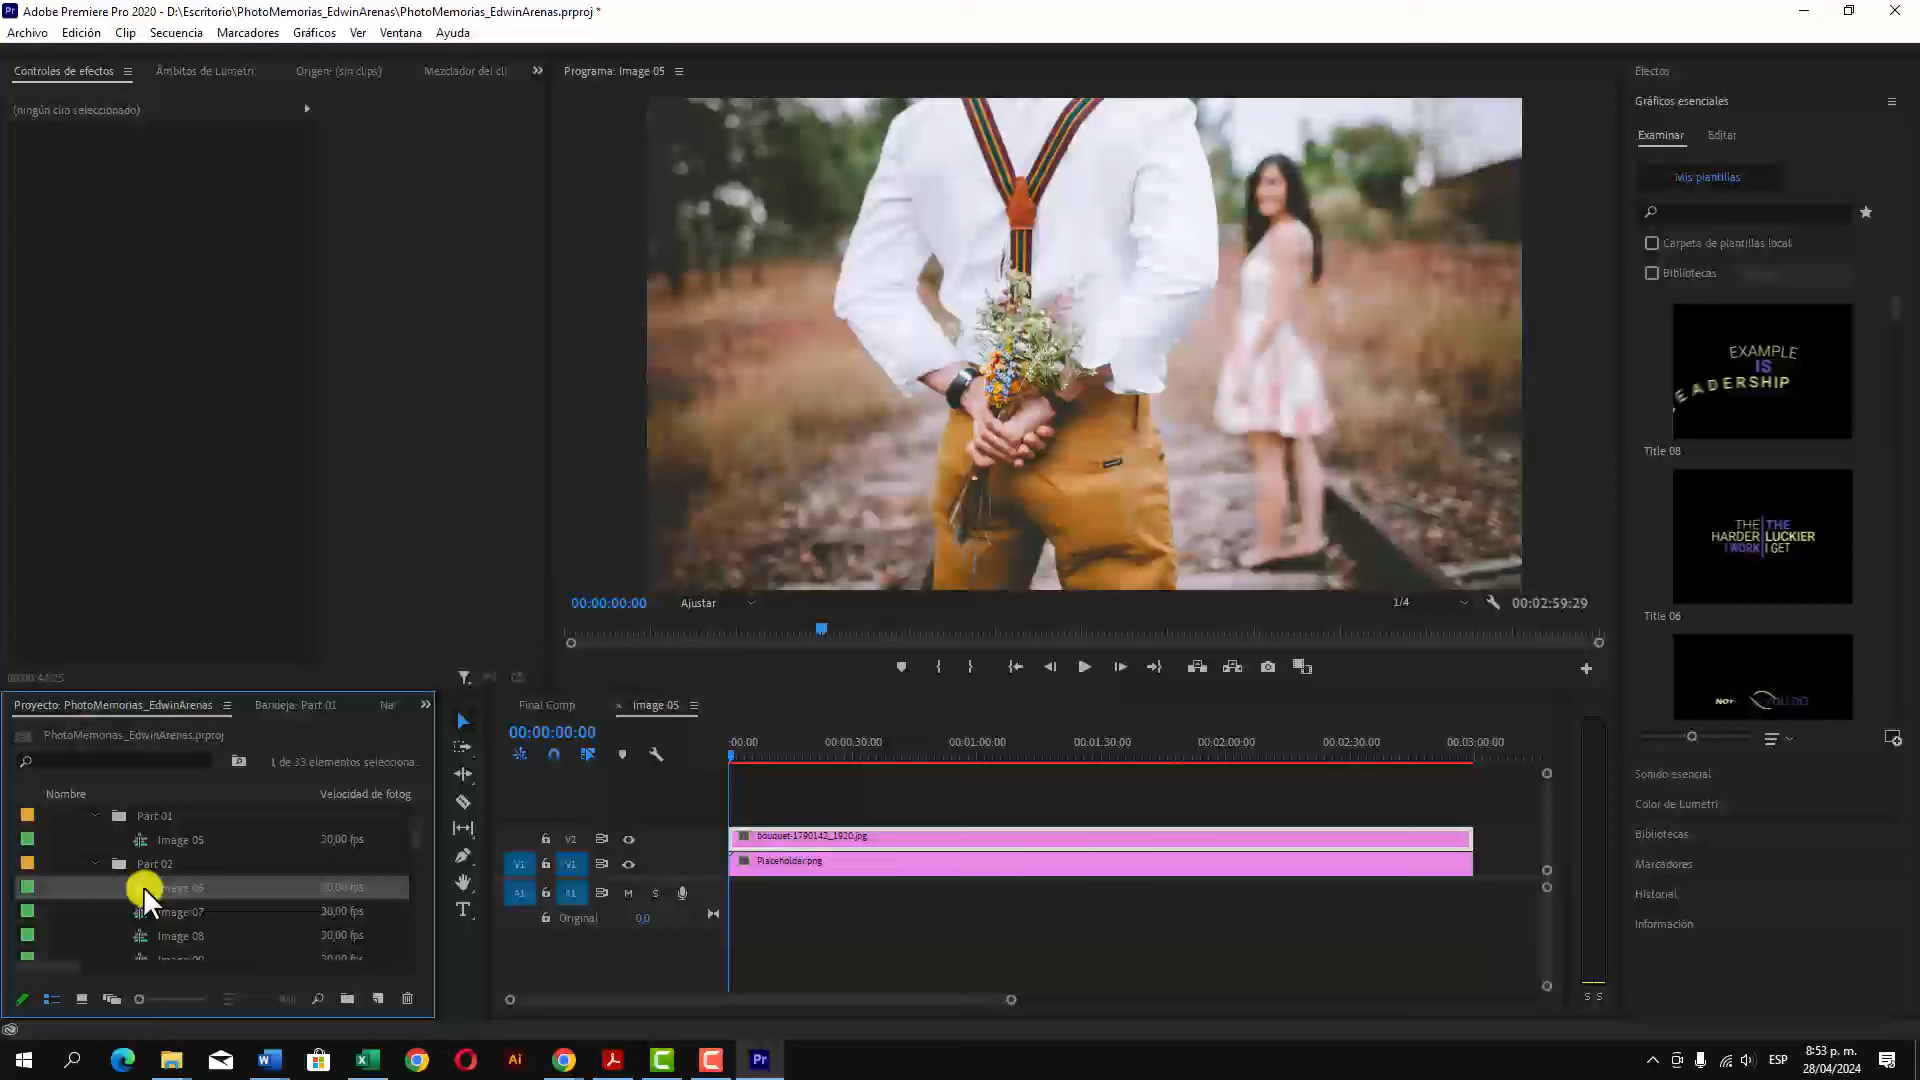 Adobe Premiere Pro 2020 - D:\Escritorio\PhotoMemorias_EdwinArenas\PhotoMemorias_EdwinArenas.prproj *
Archivo Edición Clip Secuencia Marcadores Gráficos Ver Ventana Ayuda
Controles de efectos Ámbitos de Lumetri Origen: (sin clips) Mezclador del cli
Programa: Image 05
Efectos
(ningún clip seleccionado)
Gráficos esenciales
Examinar Editar
Mis plantillas
Carpeta de plantillas local
Bibliotecas
EXAMPLE
IS
EADERSHIP
Title 08
THE THE
HARDER LUCKIER
I WORK I GET
Title 06
NOT
00:00:00:00 Ajustar 1/4 00:02:59:29
Proyecto: PhotoMemorias_EdwinArenas Bandeja: Part 01 Na
PhotoMemorias_EdwinArenas.prproj
1 de 33 elementos selecciona...
Nombre Velocidad de fotog
Part 01
Image 05 30,00 fps
Part 02
Image 06 30,00 fps
Image 07 30,00 fps
Image 08 30,00 fps
Image 09 30,00 fps
Final Comp Image 05
00:00:00:00
:00:00 00:00:30:00 00:01:00:00 00:01:30:00 00:02:00:00 00:02:30:00 00:03:00:00
V2 bouquet-1790142_1920.jpg
V1 V1 Placeholder.png
A1 A1 M S
Original 0,0
S S
Sonido esencial
Color de Lumetri
Bibliotecas
Marcadores
Historial
Información
ESP
8:53 p. m.
28/04/2024